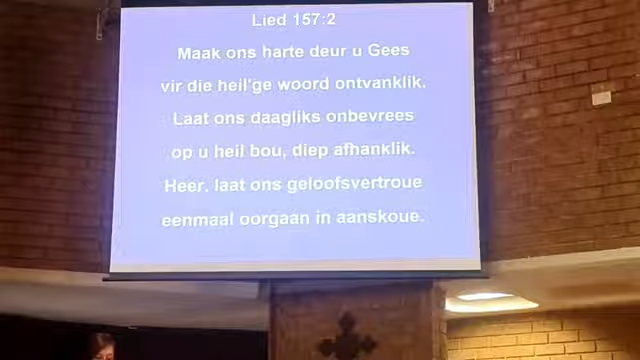 Lied 157:2
Maak ons harte deur u Gees
vir die heil'ge woord ontvanklik.
Laat ons daagliks onbevrees
op u heil bou, diep afhanklik.
Heer, laat ons geloofsvertroue
eenmaal oorgaan in aanskoue.